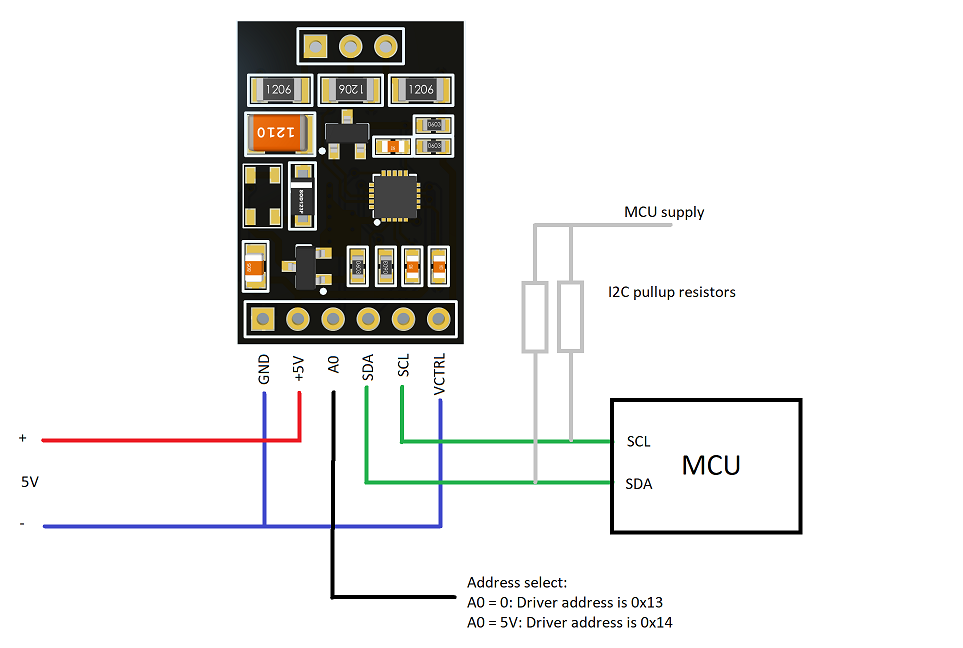 1206
1206
1206
1210
0603
0603
GND
+5V
A0
SDA
SCL
VCTRL
MCU supply
I2C pullup resistors
+
5V
-
SCL
SDA
MCU
Address select:
A0 = 0: Driver address is 0x13
A0 = 5V: Driver address is 0x14